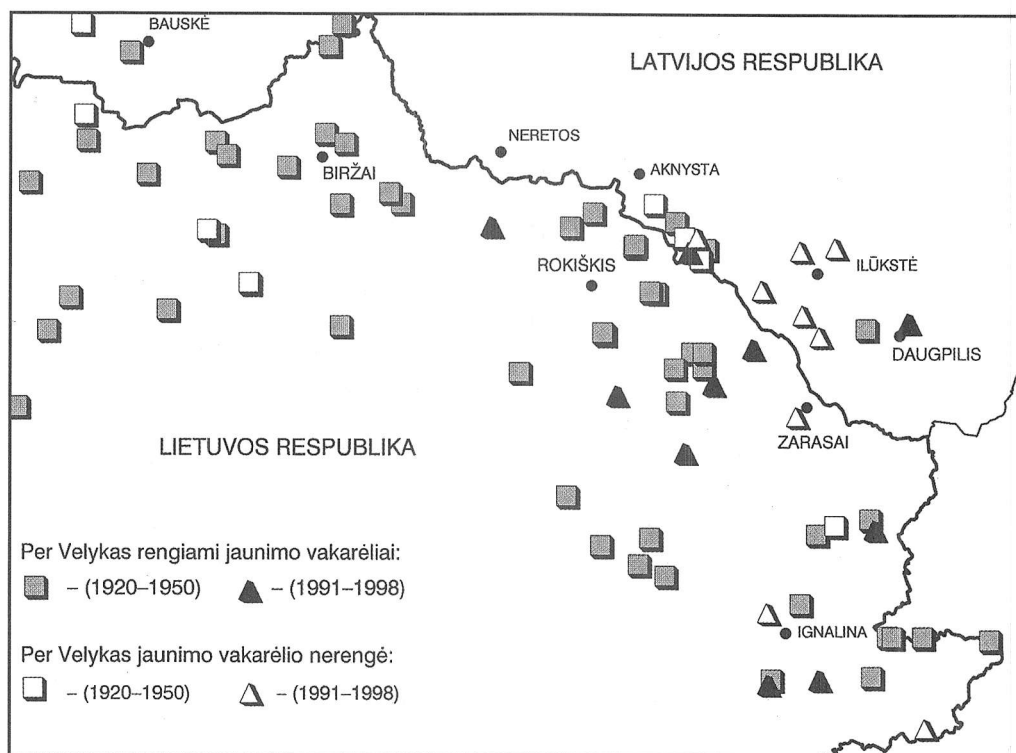 BAUSKĖ
LATVIJOS RESPUBLIKA
NERETOS
BIRŽAI
AKNYSTA
ROKIŠKIS
ILŪKSTĖ
DAUGPILIS
ZARASAI
LIETUVOS RESPUBLIKA
Per Velykas rengiami jaunimo vakarėliai:
– (1920–1950) – (1991–1998)
IGNALINA
Per Velykas jaunimo vakarėlio nerengė:
– (1920–1950) – (1991–1998)